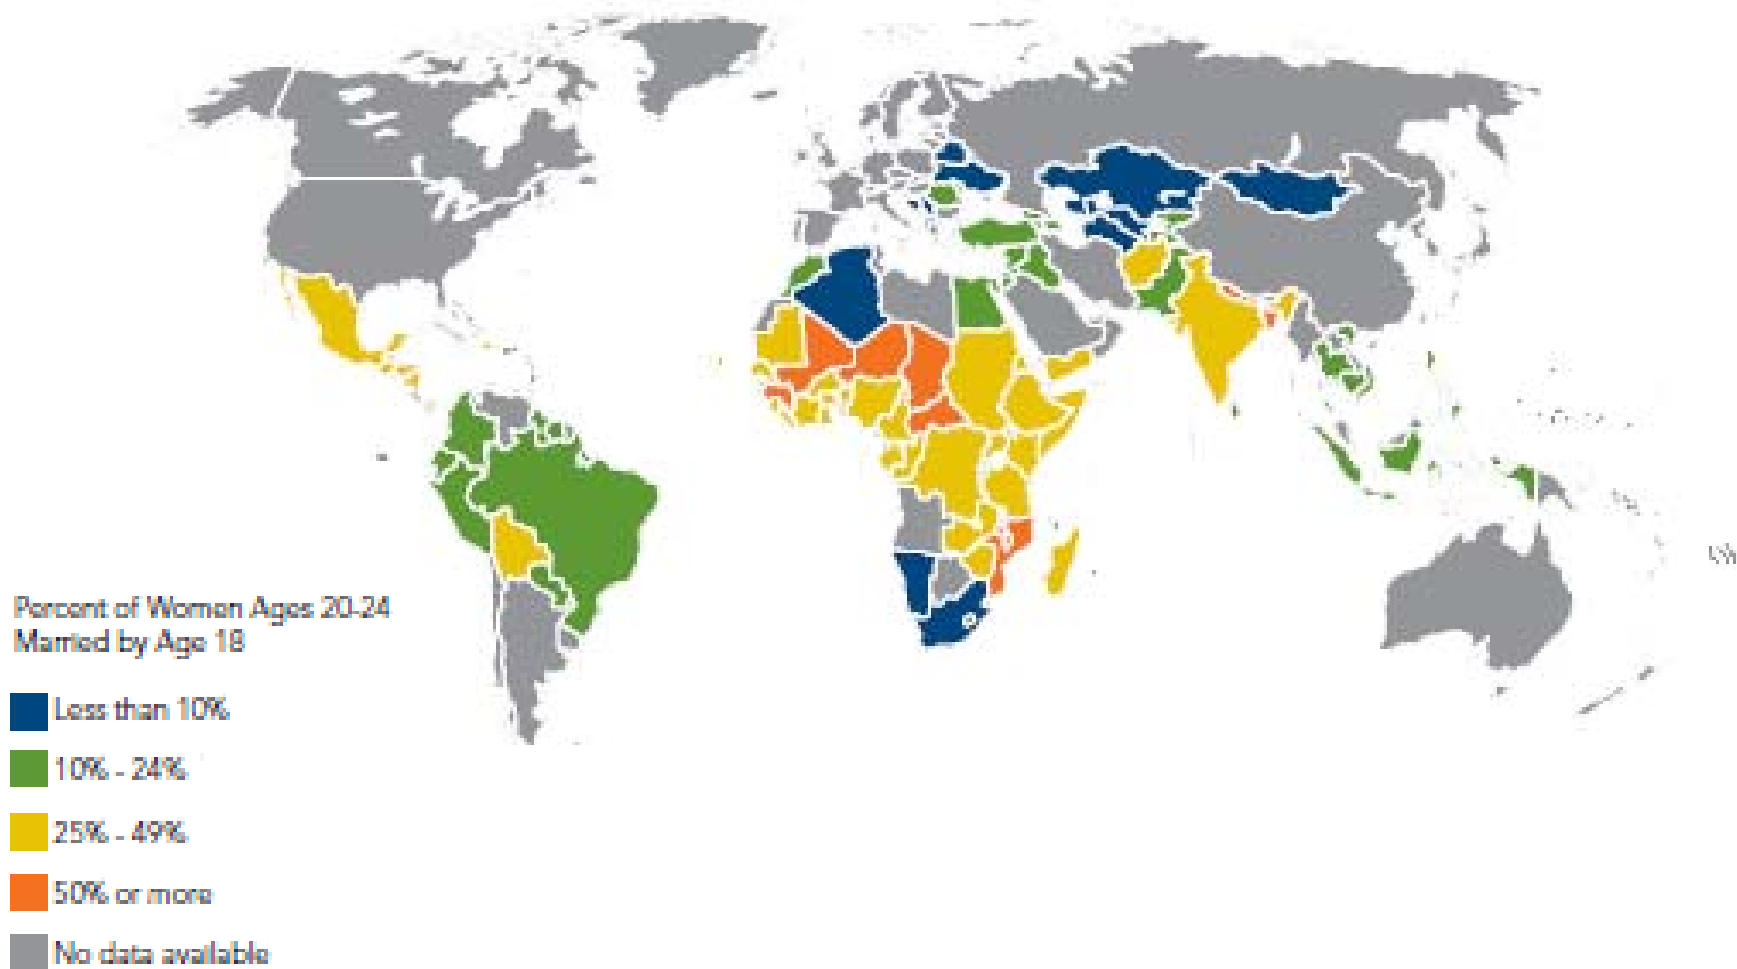 Percent of Women Ages 20-24
Married by Age 18
Less than 10%
10% - 24%
25% - 49%
50% or more
No data available